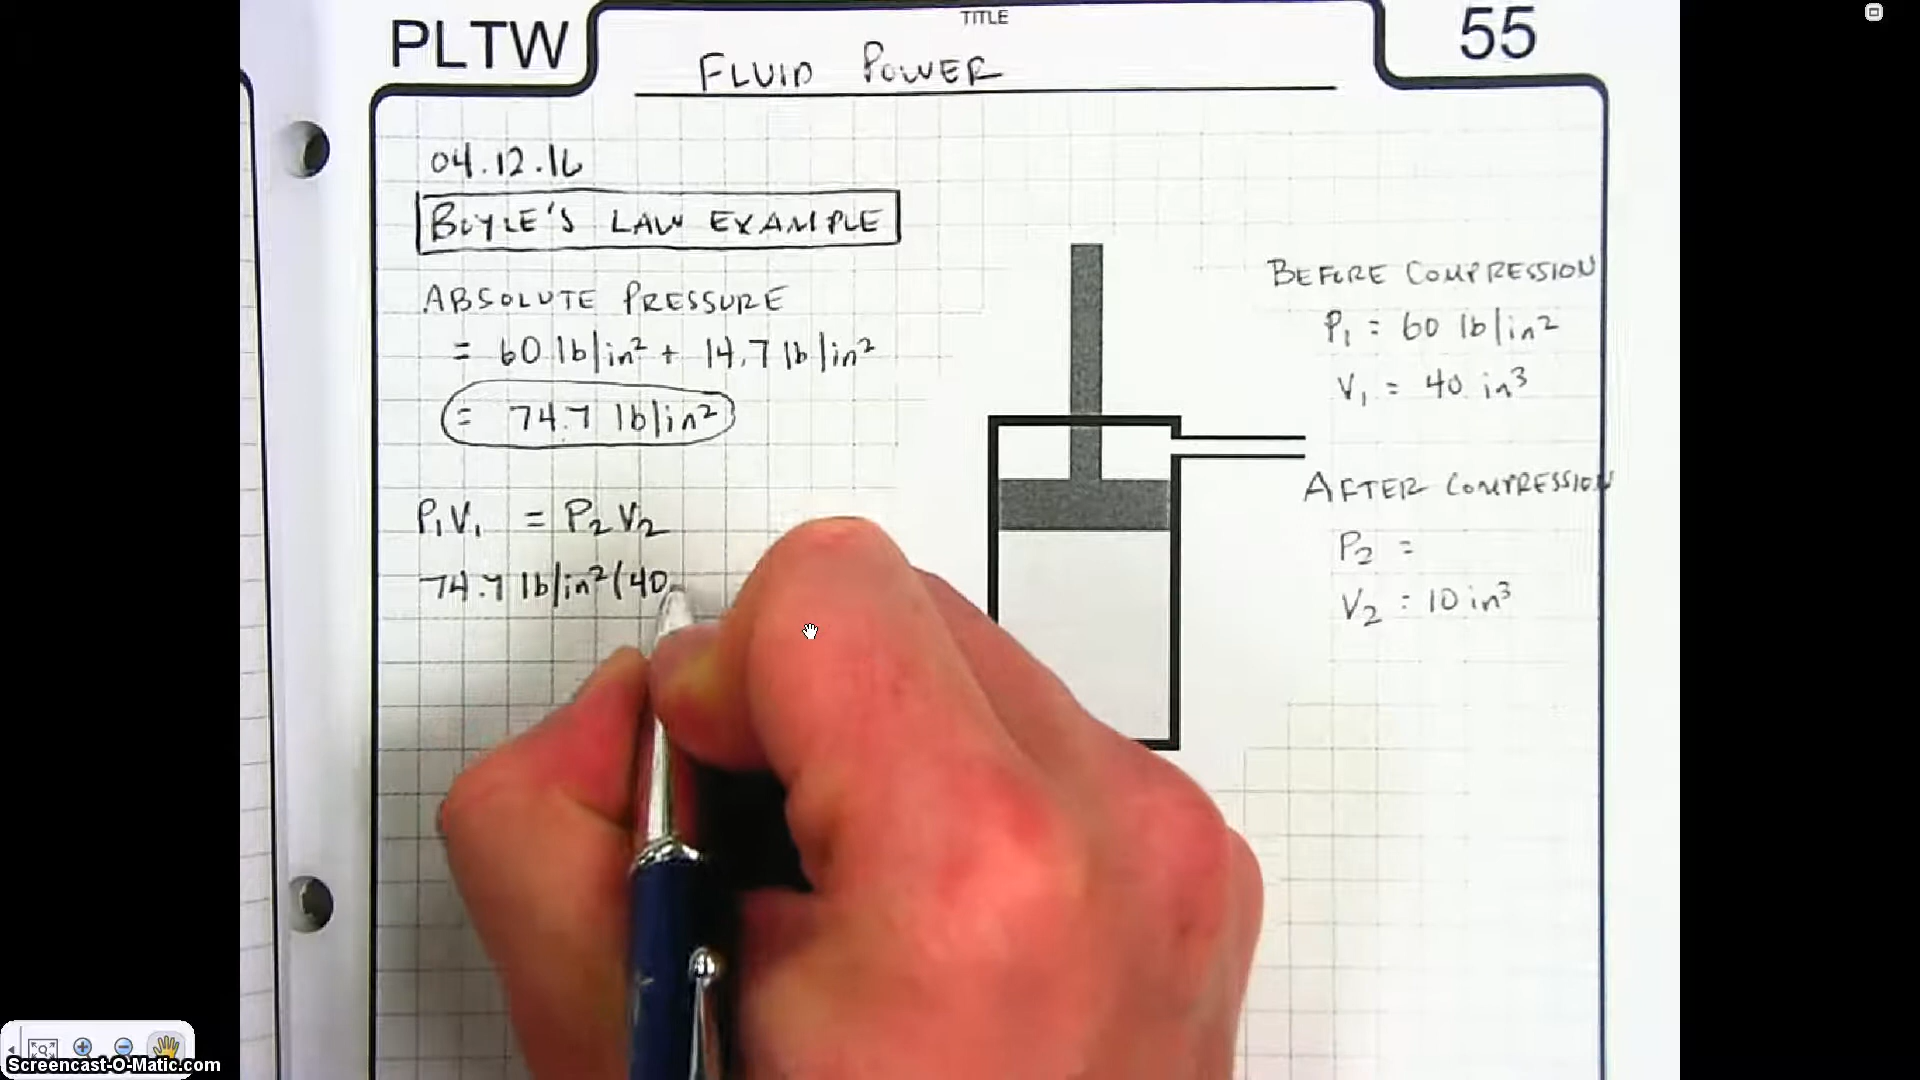 PLTW
TITLE
55
FLUID POWER
04.12.16
BOYLE'S LAW EXAMPLE
ABSOLUTE PRESSURE
= 60 lb/in² + 14.7 lb/in²
= 74.7 lb/in²
P₁V₁ = P₂V₂
74.7 lb/in² (40
BEFORE COMPRESSION
P₁ = 60 lb/in²
V₁ = 40 in³
AFTER COMPRESSION
P₂ =
V₂ = 10 in³
Screencast-O-Matic.com